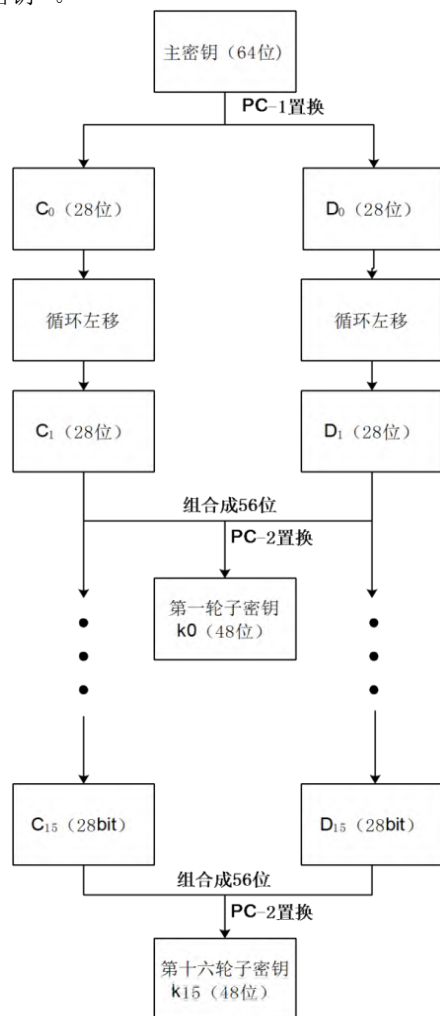 主密钥（64位)
PC-1置换
C₀（28位） D₀（28位）
循环左移 循环左移
C₁（28位） D₁（28位）
组合成56位
PC-2置换
第一轮子密钥
k0（48位）
C₁₅（28bit） D₁₅（28bit）
组合成56位
PC-2置换
第十六轮子密钥
k15（48位）